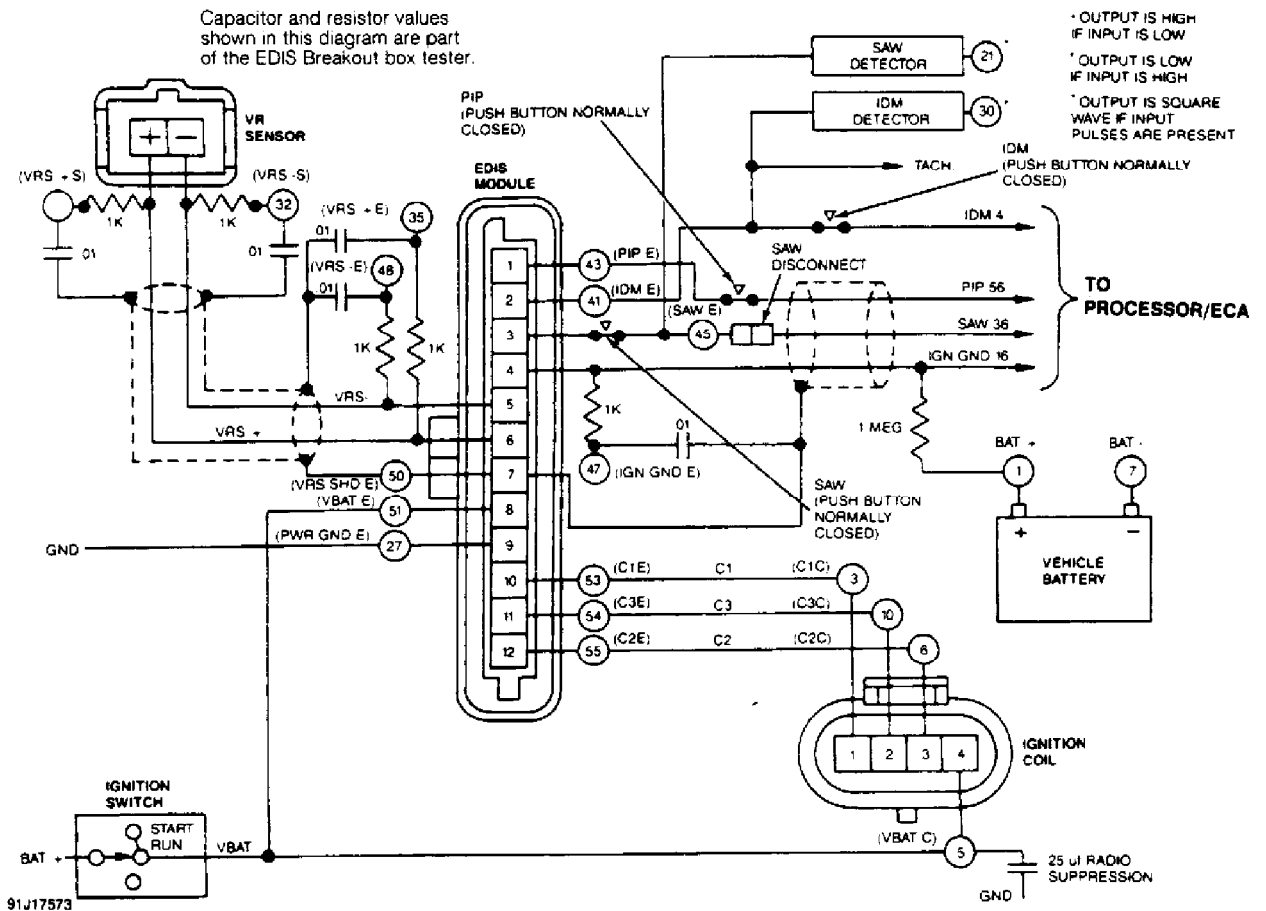 Capacitor and resistor values
shown in this diagram are part
of the EDIS Breakout box tester.
* OUTPUT IS HIGH
IF INPUT IS LOW
* OUTPUT IS LOW
IF INPUT IS HIGH
* OUTPUT IS SQUARE
WAVE IF INPUT
PULSES ARE PRESENT
SAW
DETECTOR
21
*
IDM
DETECTOR
30
*
TACH.
IDM
(PUSH BUTTON NORMALLY
CLOSED)
PIP
(PUSH BUTTON NORMALLY
CLOSED)
VR
SENSOR
+
−
(VRS + S)
1K
.01
(VRS -S)
32
1K
.01
(VRS + E)
35
.01
(VRS -E)
48
.01
1K
1K
EDIS
MODULE
1
2
3
4
5
6
7
8
9
10
11
12
43
(PIP E)
41
(IDM E)
(SAW E)
45
SAW
DISCONNECT
IDM 4
PIP 56
SAW 36
IGN GND 16
TO
PROCESSOR/ECA
VRS-
VRS +
1K
.01
47
(IGN GND E)
1 MEG
BAT +
1
BAT -
7
+
−
VEHICLE
BATTERY
SAW
(PUSH BUTTON
NORMALLY
CLOSED)
(VRS SHD E)
50
(VBAT E)
51
GND
(PWR GND E)
27
53
(C1E)
C1
(C1C)
3
54
(C3E)
C3
(C3C)
10
55
(C2E)
C2
(C2C)
6
1
2
3
4
IGNITION
COIL
IGNITION
SWITCH
START
RUN
BAT +
VBAT
(VBAT C)
5
25 uf RADIO
SUPPRESSION
GND
91J17573